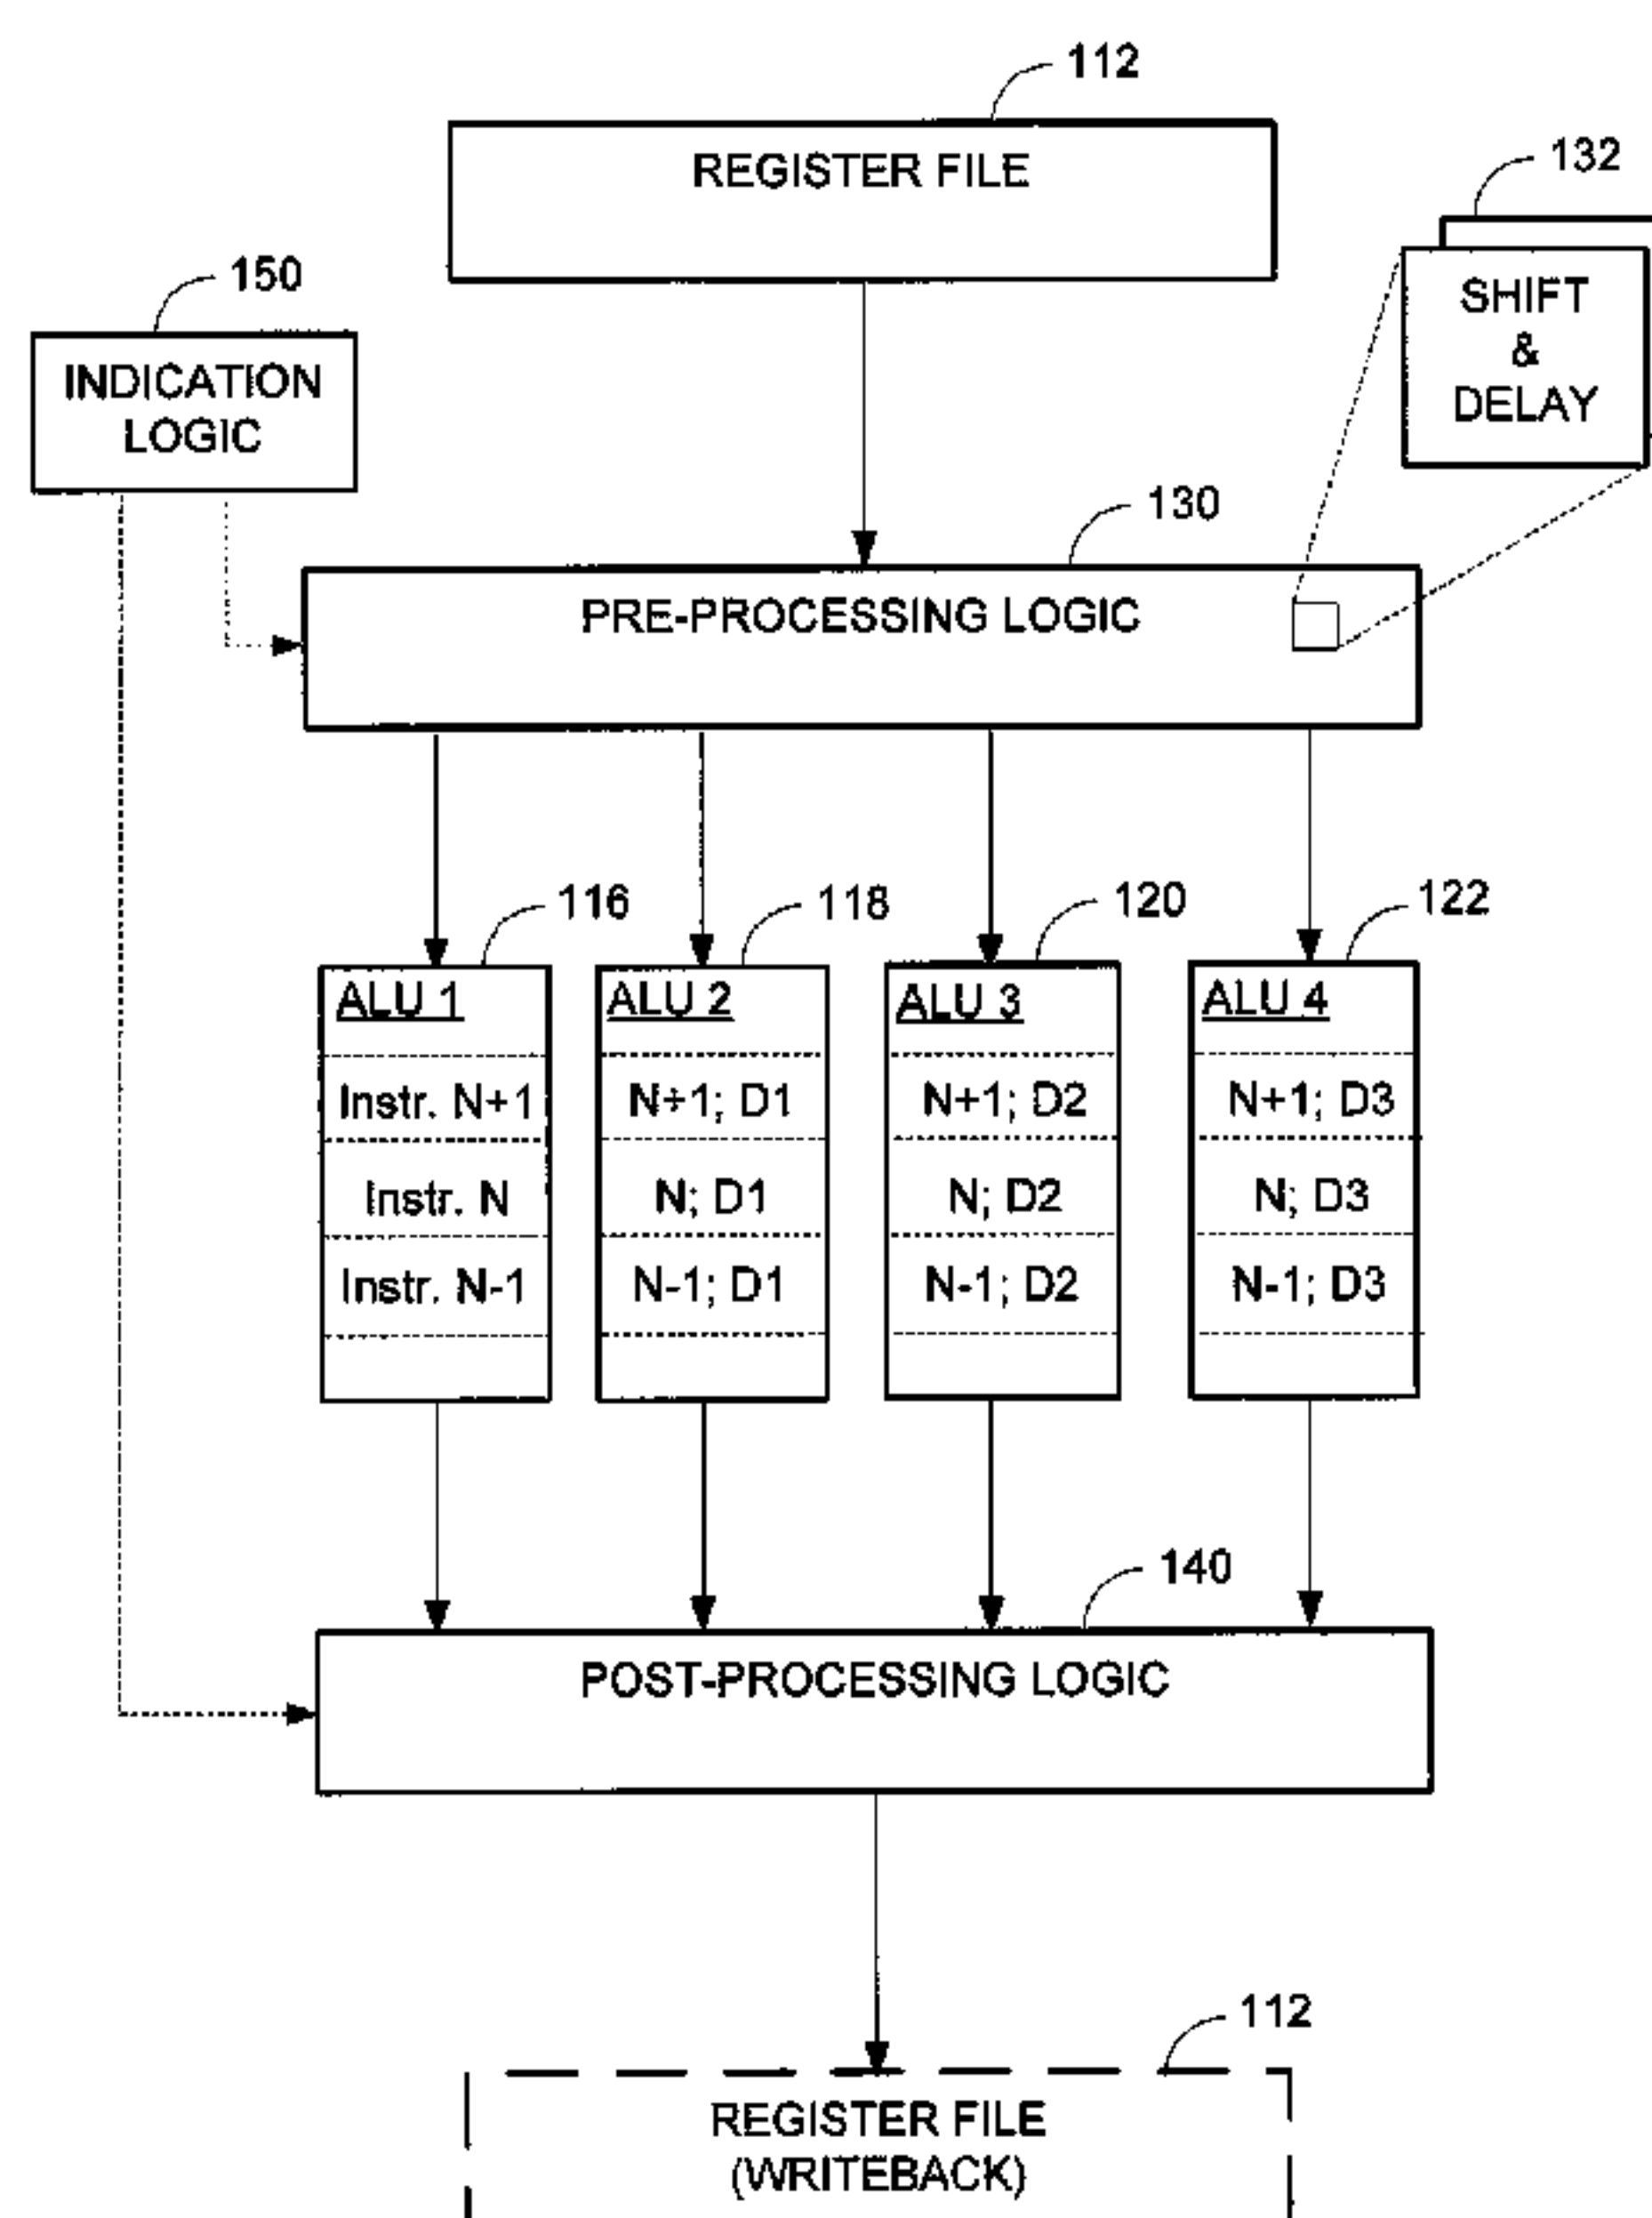 112
REGISTER FILE
132
SHIFT
&
DELAY
150
INDICATION
LOGIC
130
PRE-PROCESSING LOGIC
116
118
120
122
ALU 1
ALU 2
ALU 3
ALU 4
Instr. N+1
N+1; D1
N+1; D2
N+1; D3
Instr. N
N; D1
N; D2
N; D3
Instr. N-1
N-1; D1
N-1; D2
N-1; D3
140
POST-PROCESSING LOGIC
112
REGISTER FILE
(WRITEBACK)